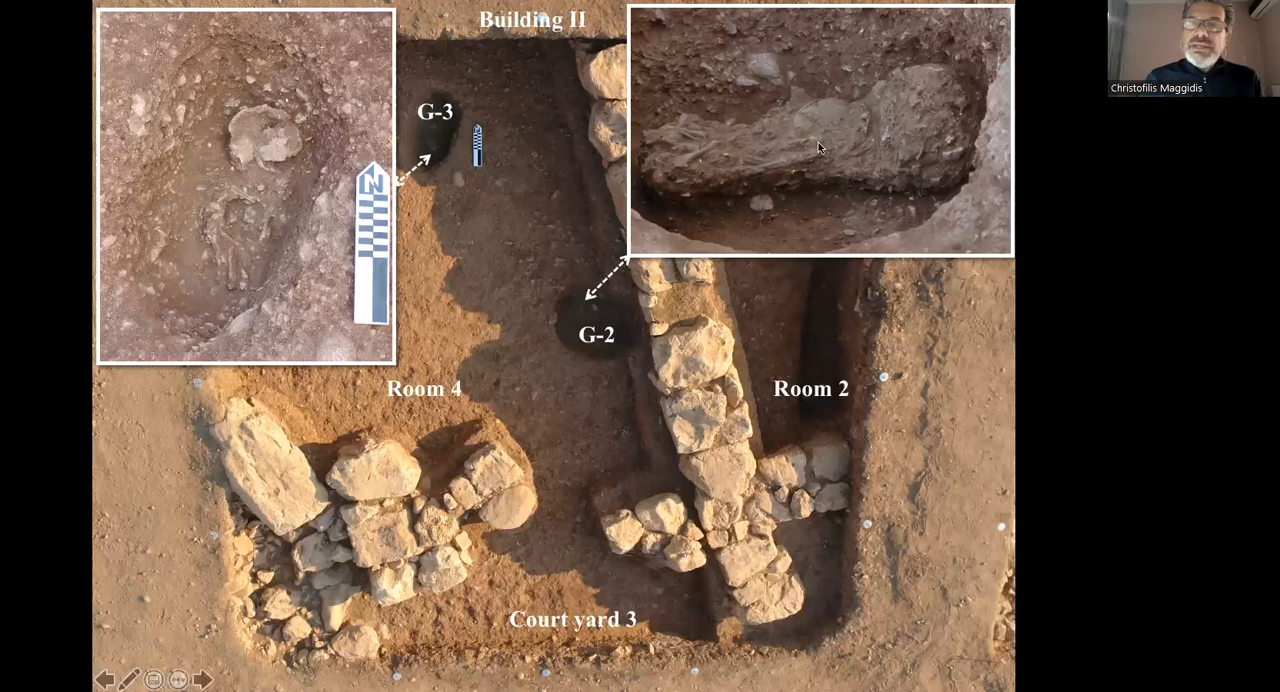 Building II
G-3
N
G-2
Room 4
Room 2
Court yard 3
Christofilis Maggidis